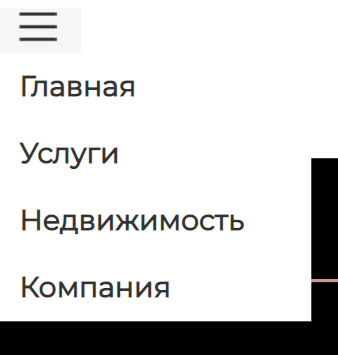 Главная
Услуги
Недвижимость
Компания